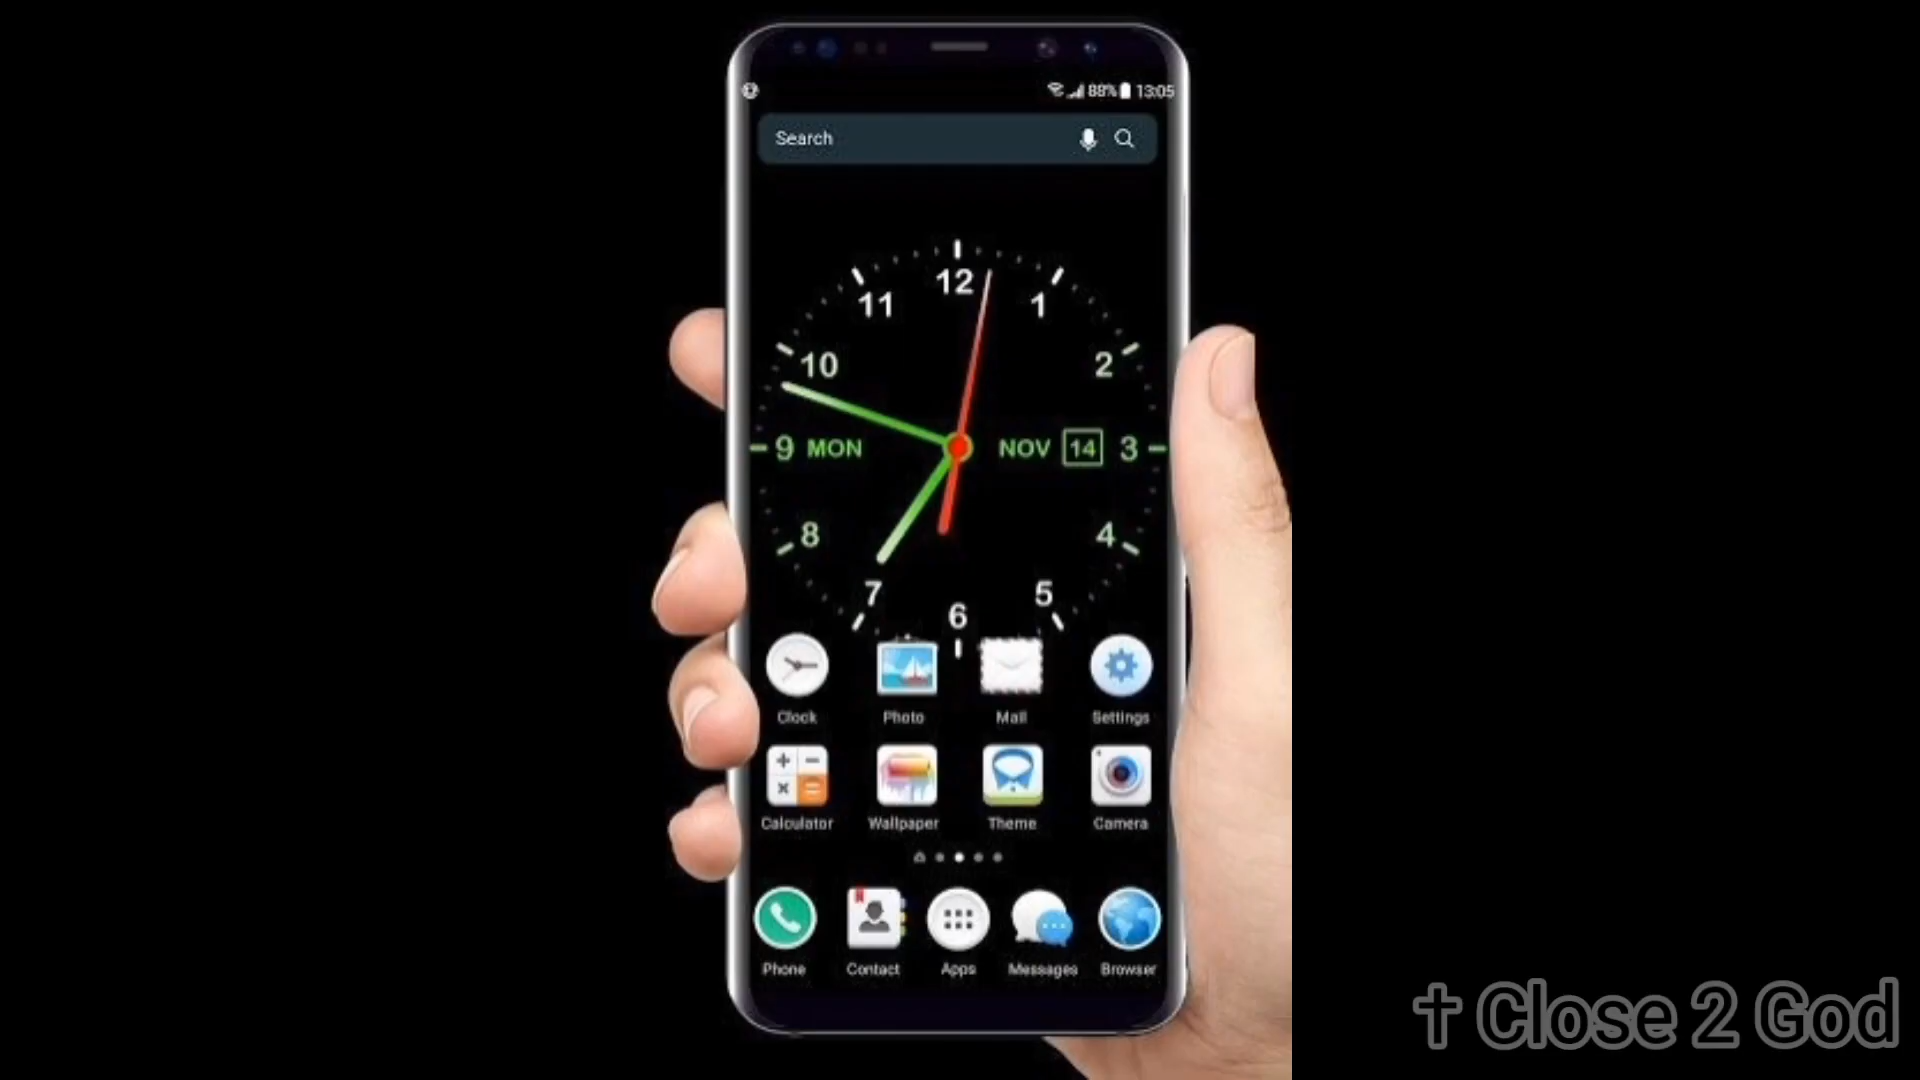 88% 13:05
Search
12
11 1
10 2
9 MON NOV 14 3
8 4
7 5
6
Clock Photo Mail Settings
Calculator Wallpaper Theme Camera
Phone Contact Apps Messages Browser
✝ Close 2 God